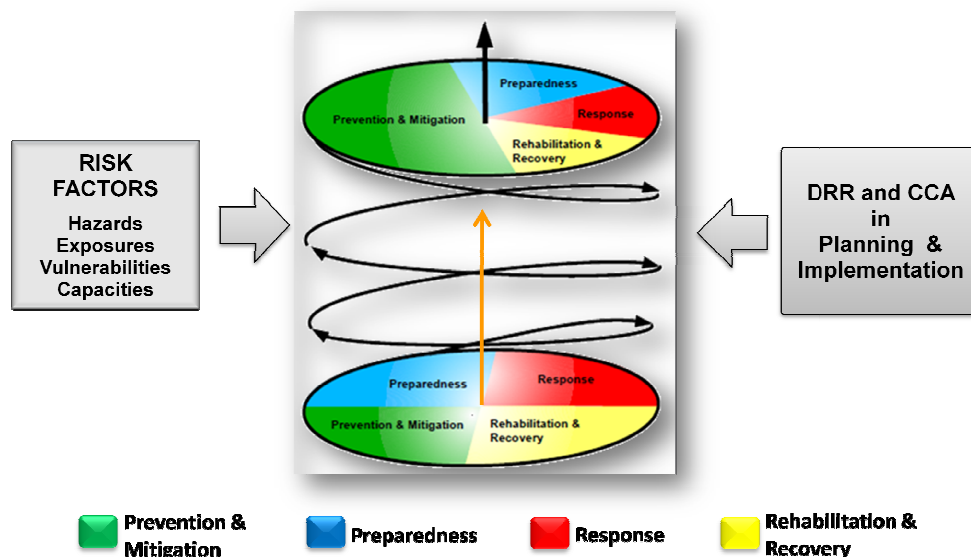 RISK
FACTORS
Hazards
Exposures
Vulnerabilities
Capacities
Preparedness
Prevention & Mitigation
Response
Rehabilitation &
Recovery
DRR and CCA
in
Planning &
Implementation
Preparedness
Response
Prevention & Mitigation
Rehabilitation &
Recovery
Prevention &
Mitigation
Preparedness
Response
Rehabilitation &
Recovery